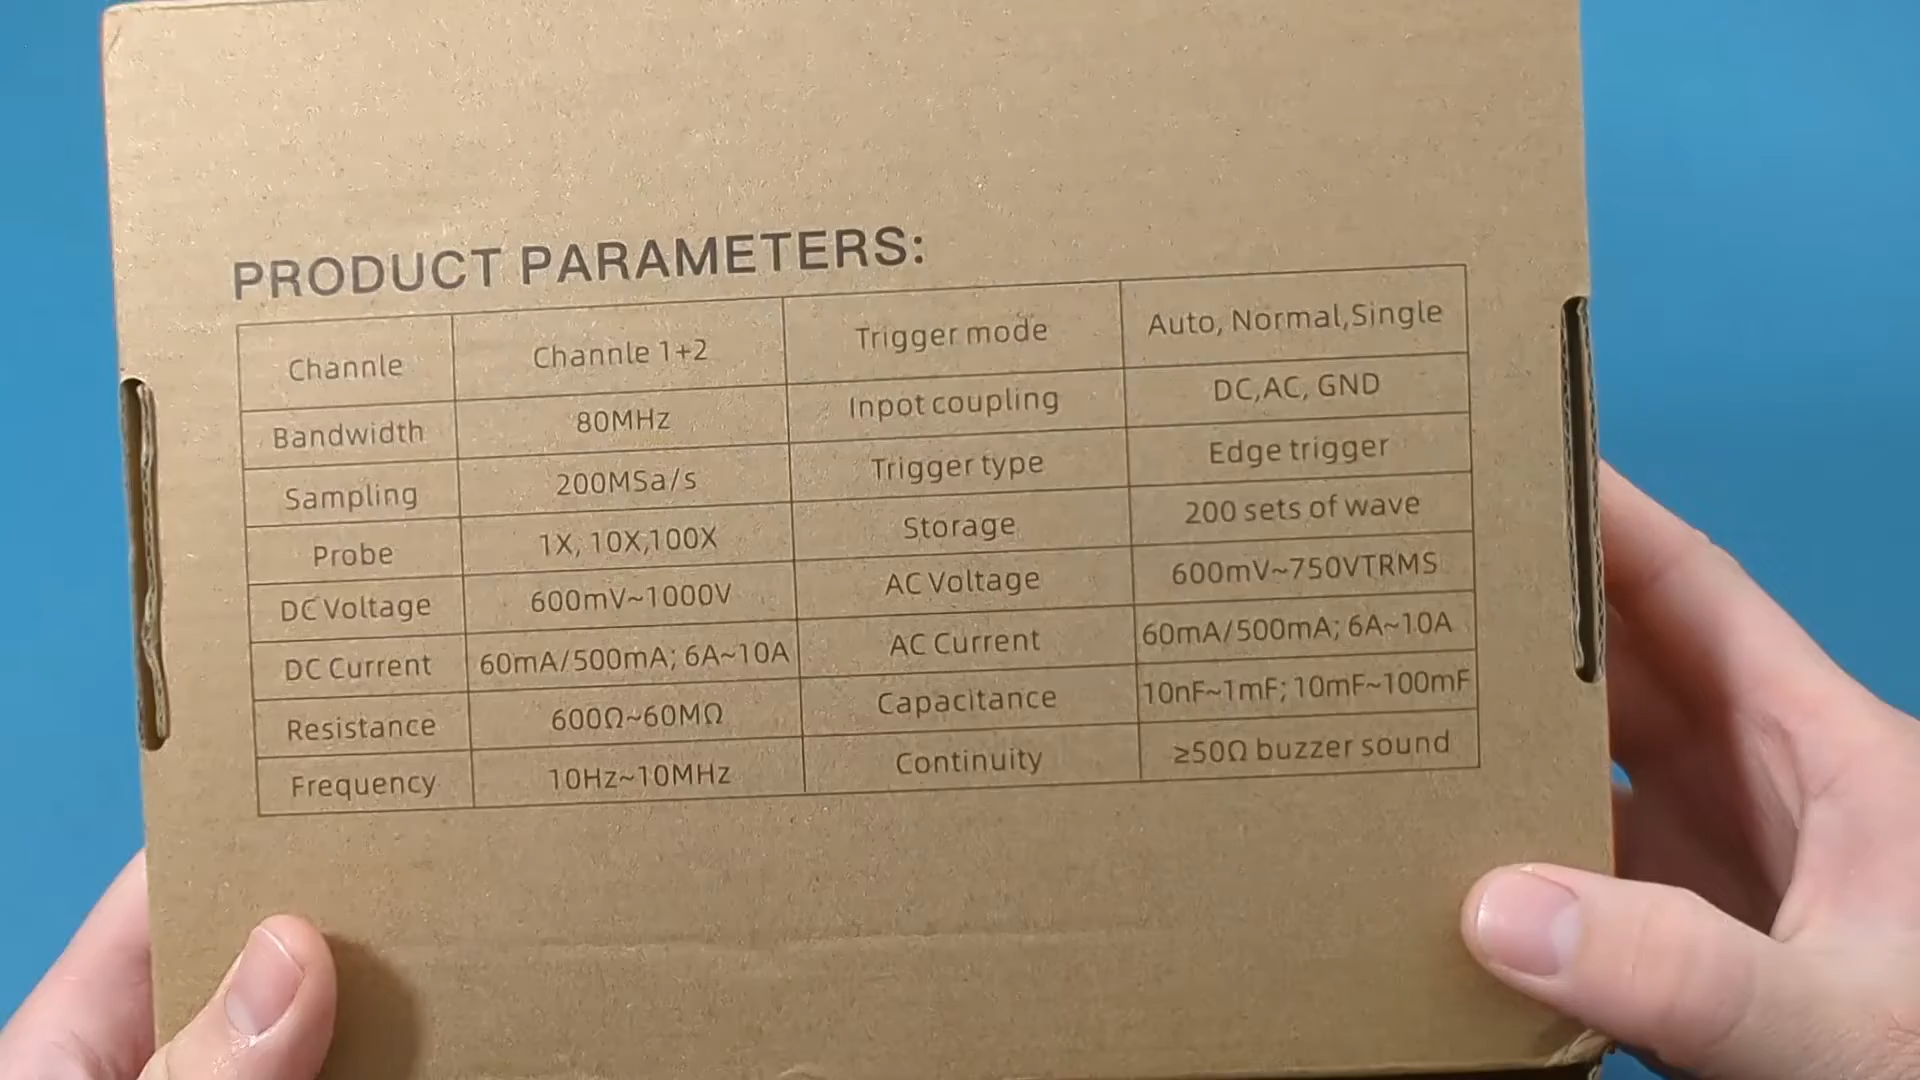 PRODUCT PARAMETERS:
Channle Channle 1+2 Trigger mode Auto, Normal,Single
Bandwidth 80MHz Inpot coupling DC,AC, GND
Sampling 200MSa/s Trigger type Edge trigger
Probe 1X, 10X,100X Storage 200 sets of wave
DC Voltage 600mV~1000V AC Voltage 600mV~750VTRMS
DC Current 60mA/500mA; 6A~10A AC Current 60mA/500mA; 6A~10A
Resistance 600Ω~60MΩ Capacitance 10nF~1mF; 10mF~100mF
Frequency 10Hz~10MHz Continuity ≥50Ω buzzer sound